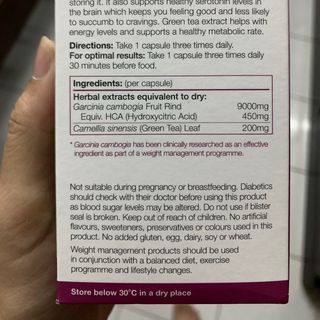 storing it. It also supports healthy serotonin levels in
the brain which keeps you feeling good and less likely
to succumb to cravings. Green tea extract helps with
energy levels and supports a healthy metabolic rate.
Directions: Take 1 capsule three times daily.
For optimal results: Take 1 capsule three times daily
30 minutes before food.
Ingredients: (per capsule)
Herbal extracts equivalent to dry:
Garcinia cambogia Fruit Rind 9000mg
Equiv. HCA (Hydroxycitric Acid) 450mg
Camellia sinensis (Green Tea) Leaf 200mg
* Garcinia cambogia has been clinically researched as an effective
ingredient as part of a weight management programme.
Not suitable during pregnancy or breastfeeding. Diabetics
should check with their doctor before using this product
as blood sugar levels may be altered. Do not use if blister
seal is broken. Keep out of reach of children. No artificial
flavours, sweeteners, preservatives or colours used in this
product. No added gluten, egg, dairy, soy or wheat.
Weight management products should be used
in conjunction with a balanced diet, exercise
programme and lifestyle changes.
Store below 30°C in a dry place